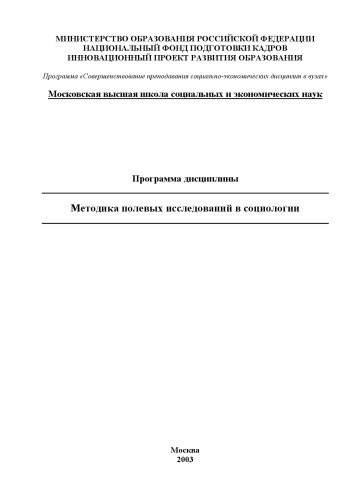 МИНИСТЕРСТВО ОБРАЗОВАНИЯ РОССИЙСКОЙ ФЕДЕРАЦИИ
НАЦИОНАЛЬНЫЙ ФОНД ПОДГОТОВКИ КАДРОВ
ИННОВАЦИОННЫЙ ПРОЕКТ РАЗВИТИЯ ОБРАЗОВАНИЯ
Программа «Совершенствование преподавания социально-экономических дисциплин в вузах»
Московская высшая школа социальных и экономических наук
Программа дисциплины
Методика полевых исследований в социологии
Москва
2003